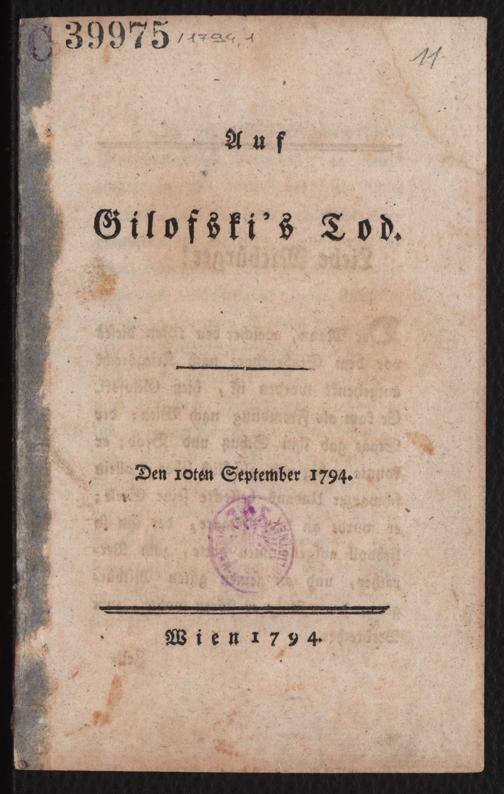 C 39975 / 1794,1
11
Auf
Gilofski's Tod.
Den 10ten September 1794.
Wien 1794.